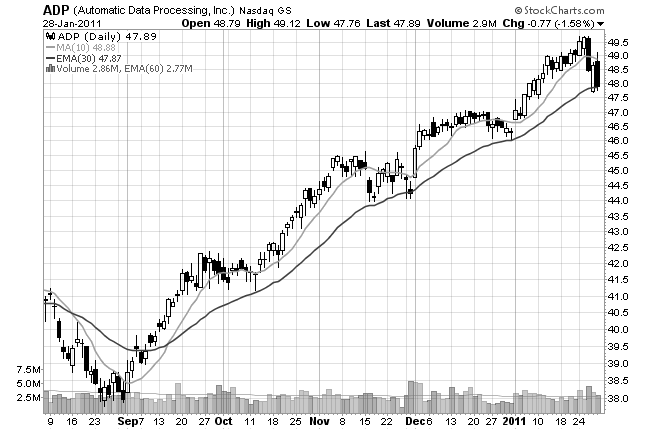 ADP (Automatic Data Processing, Inc.) Nasdaq GS
© StockCharts.com
28-Jan-2011 Open 48.79 High 49.12 Low 47.76 Last 47.89 Volume 2.9M Chg -0.77 (-1.58%)
ADP (Daily) 47.89
MA(10) 48.88
EMA(30) 47.87
Volume 2.86M, EMA(60) 2.77M
49.5
49.0
48.5
48.0
47.5
47.0
46.5
46.0
45.5
45.0
44.5
44.0
43.5
43.0
42.5
42.0
41.5
41.0
40.5
40.0
39.5
39.0
38.5
38.0
7.5M
5.0M
2.5M
9 16 23 Sep 7 13 20 27 Oct 11 18 25 Nov 8 15 22 Dec 6 13 20 27 2011 10 18 24